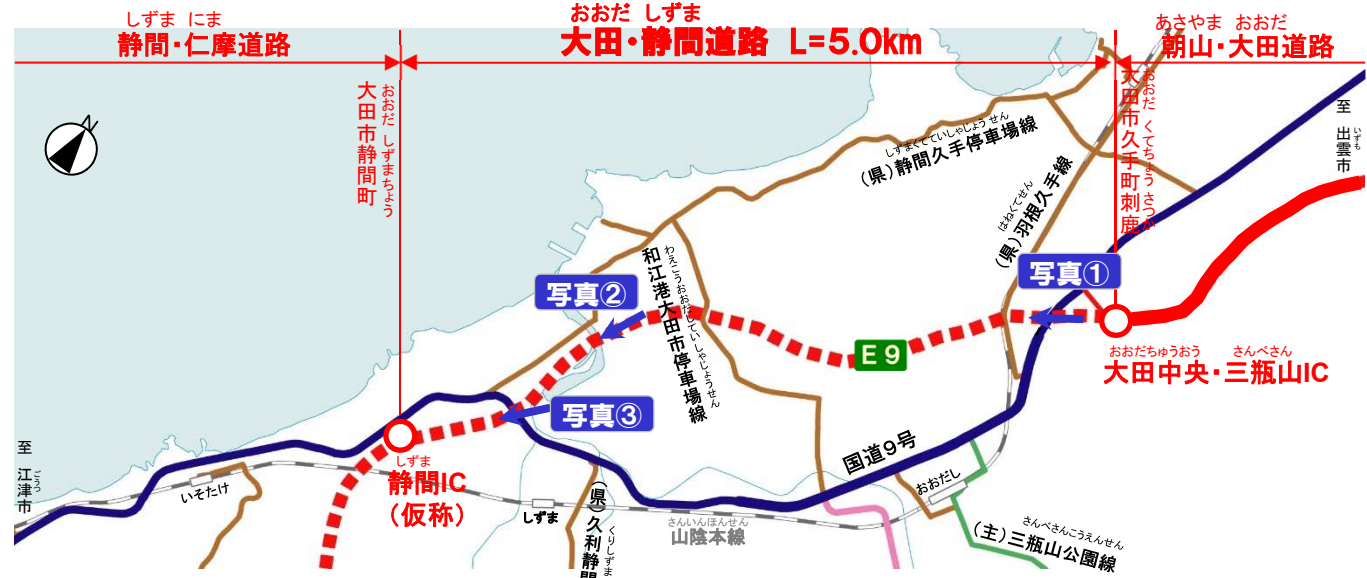 しずま にま
静間・仁摩道路
おおだ しずま
大田・静間道路 L=5.0km
あさやま おおだ
朝山・大田道路
N
大田市静間町
おおだ しずまちょう
大田市久手町刺鹿
おおだ くてちょう さつか
至 出雲市
いずも
しずまくてていしゃじょうせん
(県)静間久手停車場線
はねくてせん
(県)羽根久手線
写真①
写真②
和江港大田市停車場線
わえこうおおだしていしゃじょうせん
E9
おおだちゅうおう さんべさん
大田中央・三瓶山IC
写真③
国道9号
至 江津市
ごうつ
しずま
静間IC
(仮称)
いそたけ
しずま
(県)久利静間
くりしずま
さんいんほんせん
山陰本線
おおだし
さんべさんこうえんせん
(主)三瓶山公園線